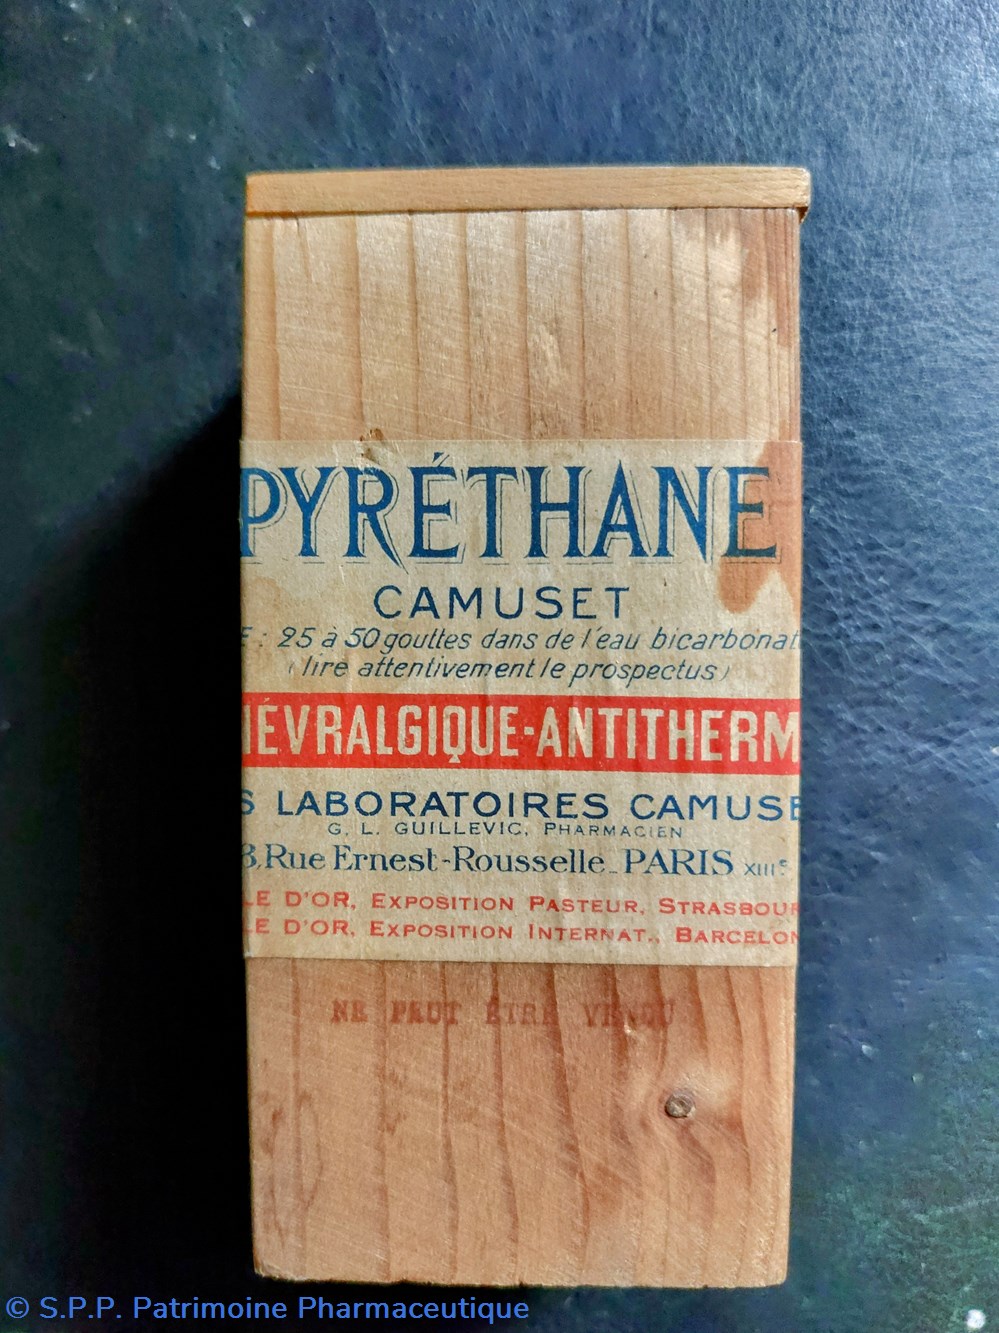 PYRÉTHANE
CAMUSET
E : 25 à 50 gouttes dans de l'eau bicarbonat
(lire attentivement le prospectus)
NÉVRALGIQUE-ANTITHERM
S LABORATOIRES CAMUSE
G. L. GUILLEVIC, PHARMACIEN
8, Rue Ernest-Rousselle_PARIS XIIIe
LE D'OR, EXPOSITION PASTEUR, STRASBOUR
LE D'OR, EXPOSITION INTERNAT., BARCELON
NE PEUT ÊTRE VENDU
© S.P.P. Patrimoine Pharmaceutique